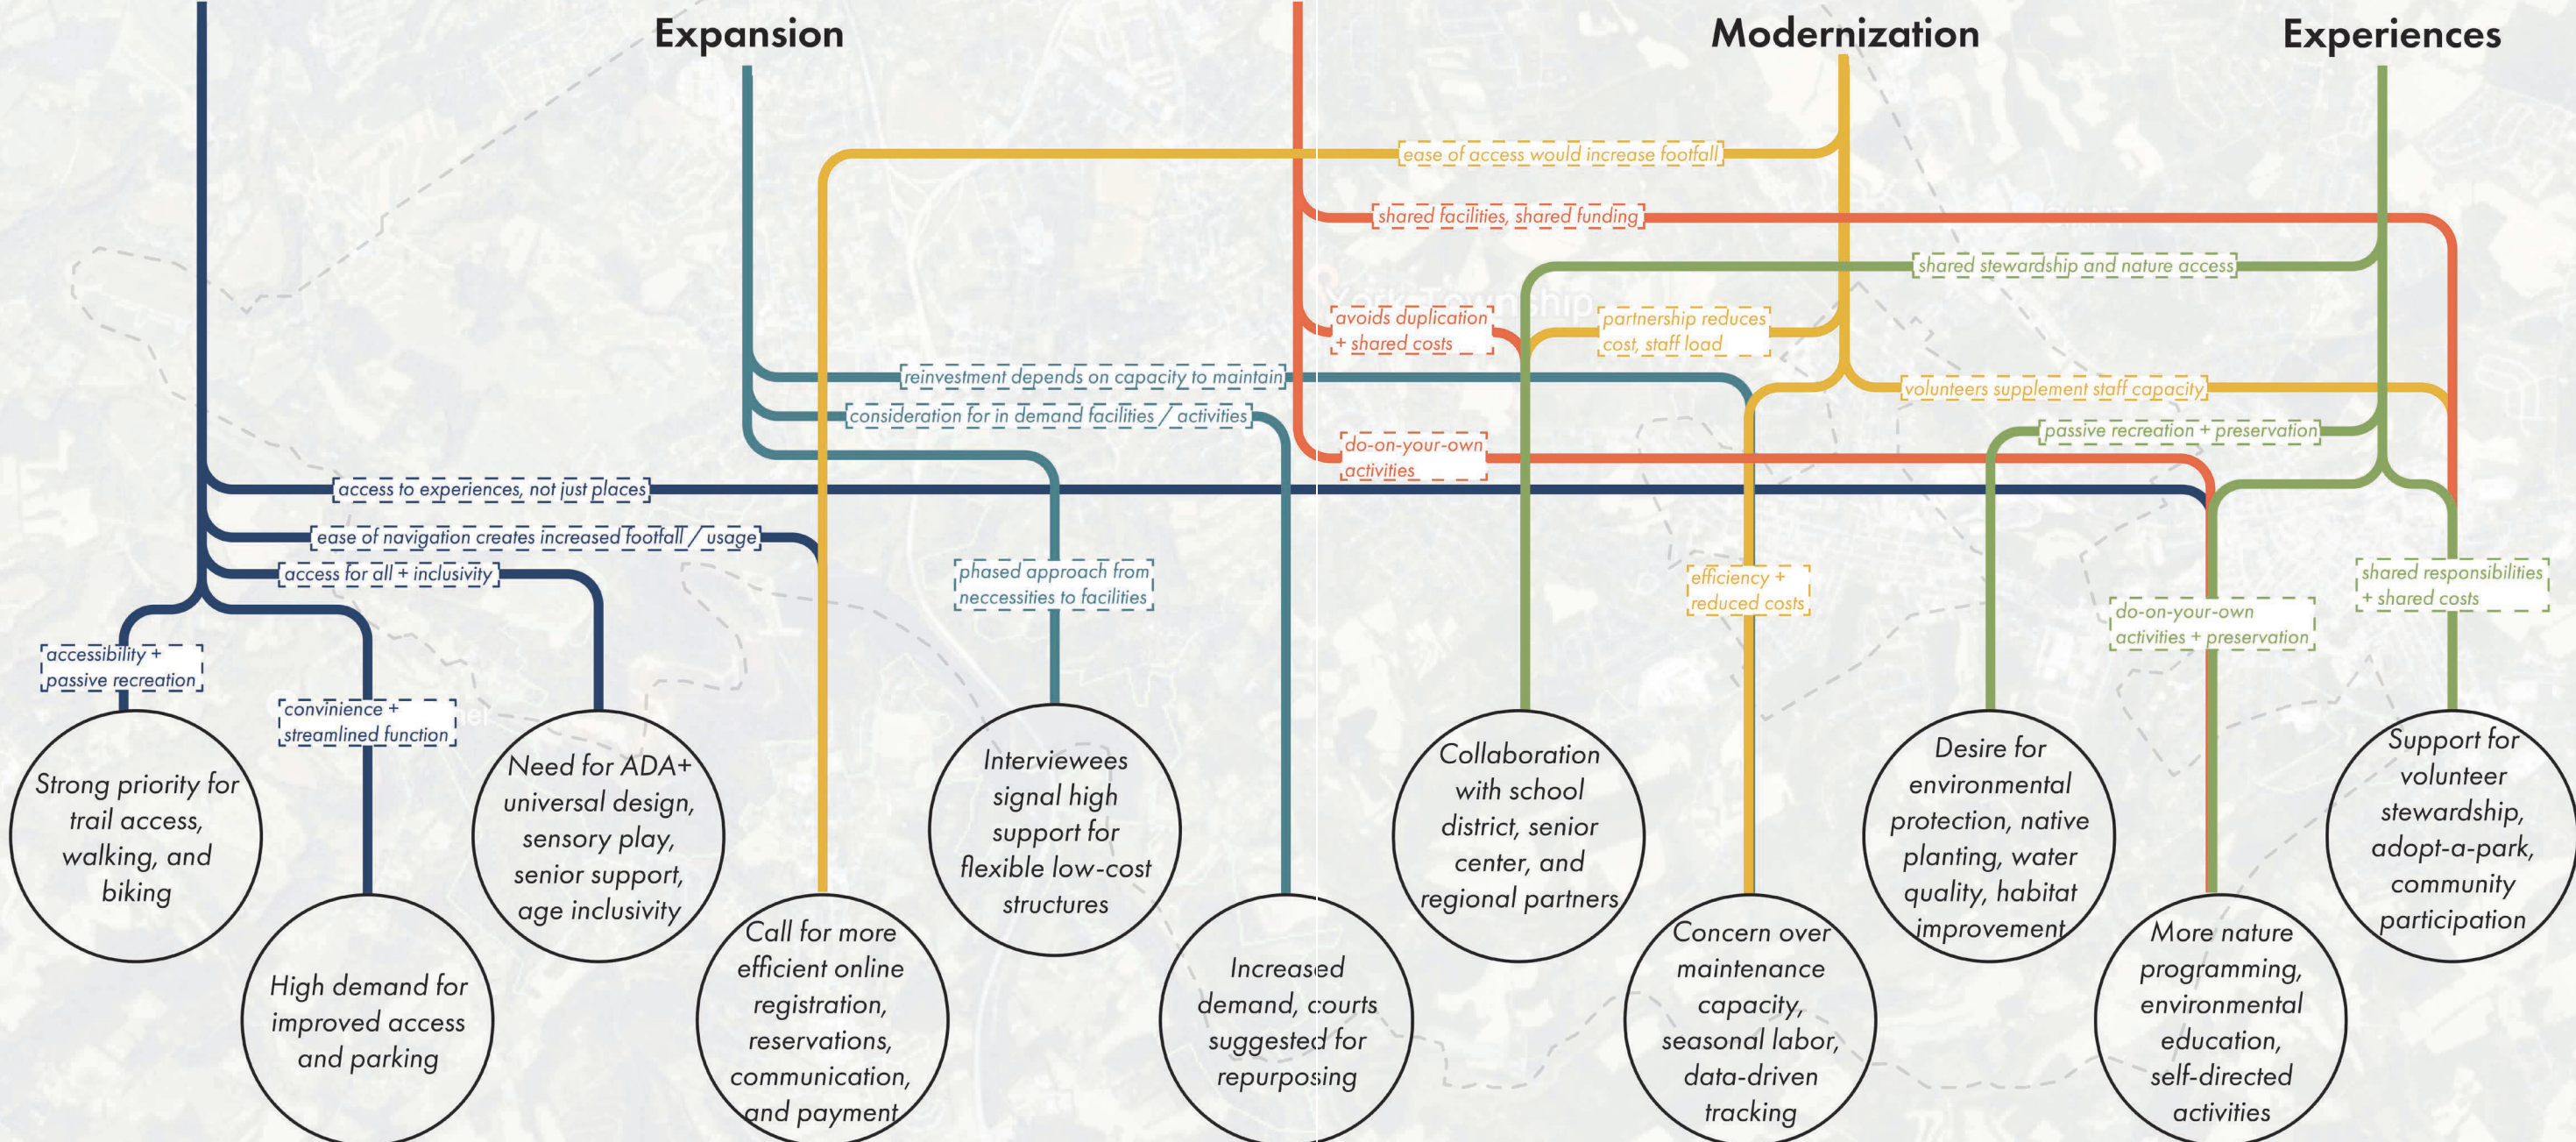 Expansion
Modernization
Experiences
ease of access would increase footfall
shared facilities, shared funding
shared stewardship and nature access
York Township
avoids duplication
+ shared costs
partnership reduces
cost, staff load
reinvestment depends on capacity to maintain
volunteers supplement staff capacity
consideration for in demand facilities / activities
passive recreation + preservation
do-on-your-own
activities
access to experiences, not just places
ease of navigation creates increased footfall / usage
access for all + inclusivity
phased approach from
neccessities to facilities
efficiency +
reduced costs
shared responsibilities
+ shared costs
do-on-your-own
activities + preservation
accessibility +
passive recreation
convinience +
streamlined function
Strong priority for
trail access,
walking, and
biking
High demand for
improved access
and parking
Need for ADA+
universal design,
sensory play,
senior support,
age inclusivity
Call for more
efficient online
registration,
reservations,
communication,
and payment
Interviewees
signal high
support for
flexible low-cost
structures
Increased
demand, courts
suggested for
repurposing
Collaboration
with school
district, senior
center, and
regional partners
Concern over
maintenance
capacity,
seasonal labor,
data-driven
tracking
Desire for
environmental
protection, native
planting, water
quality, habitat
improvement
More nature
programming,
environmental
education,
self-directed
activities
Support for
volunteer
stewardship,
adopt-a-park,
community
participation